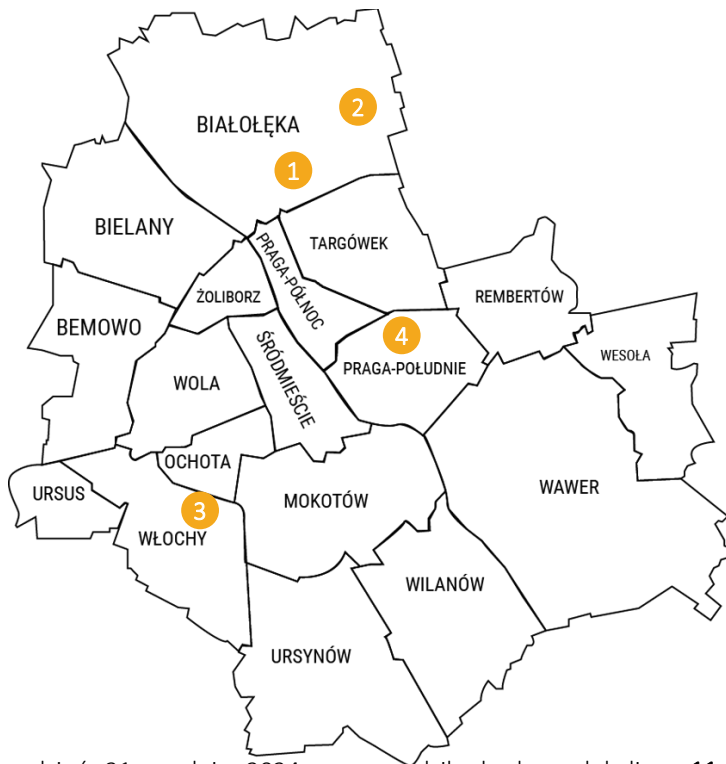 2
BIAŁOŁĘKA
1
BIELANY
PRAGA-PÓŁNOC
TARGÓWEK
ŻOLIBORZ
REMBERTÓW
BEMOWO
4
ŚRÓDMIEŚCIE
WESOŁA
PRAGA-POŁUDNIE
WOLA
OCHOTA
URSUS
MOKOTÓW
WAWER
3
WŁOCHY
WILANÓW
URSYNÓW